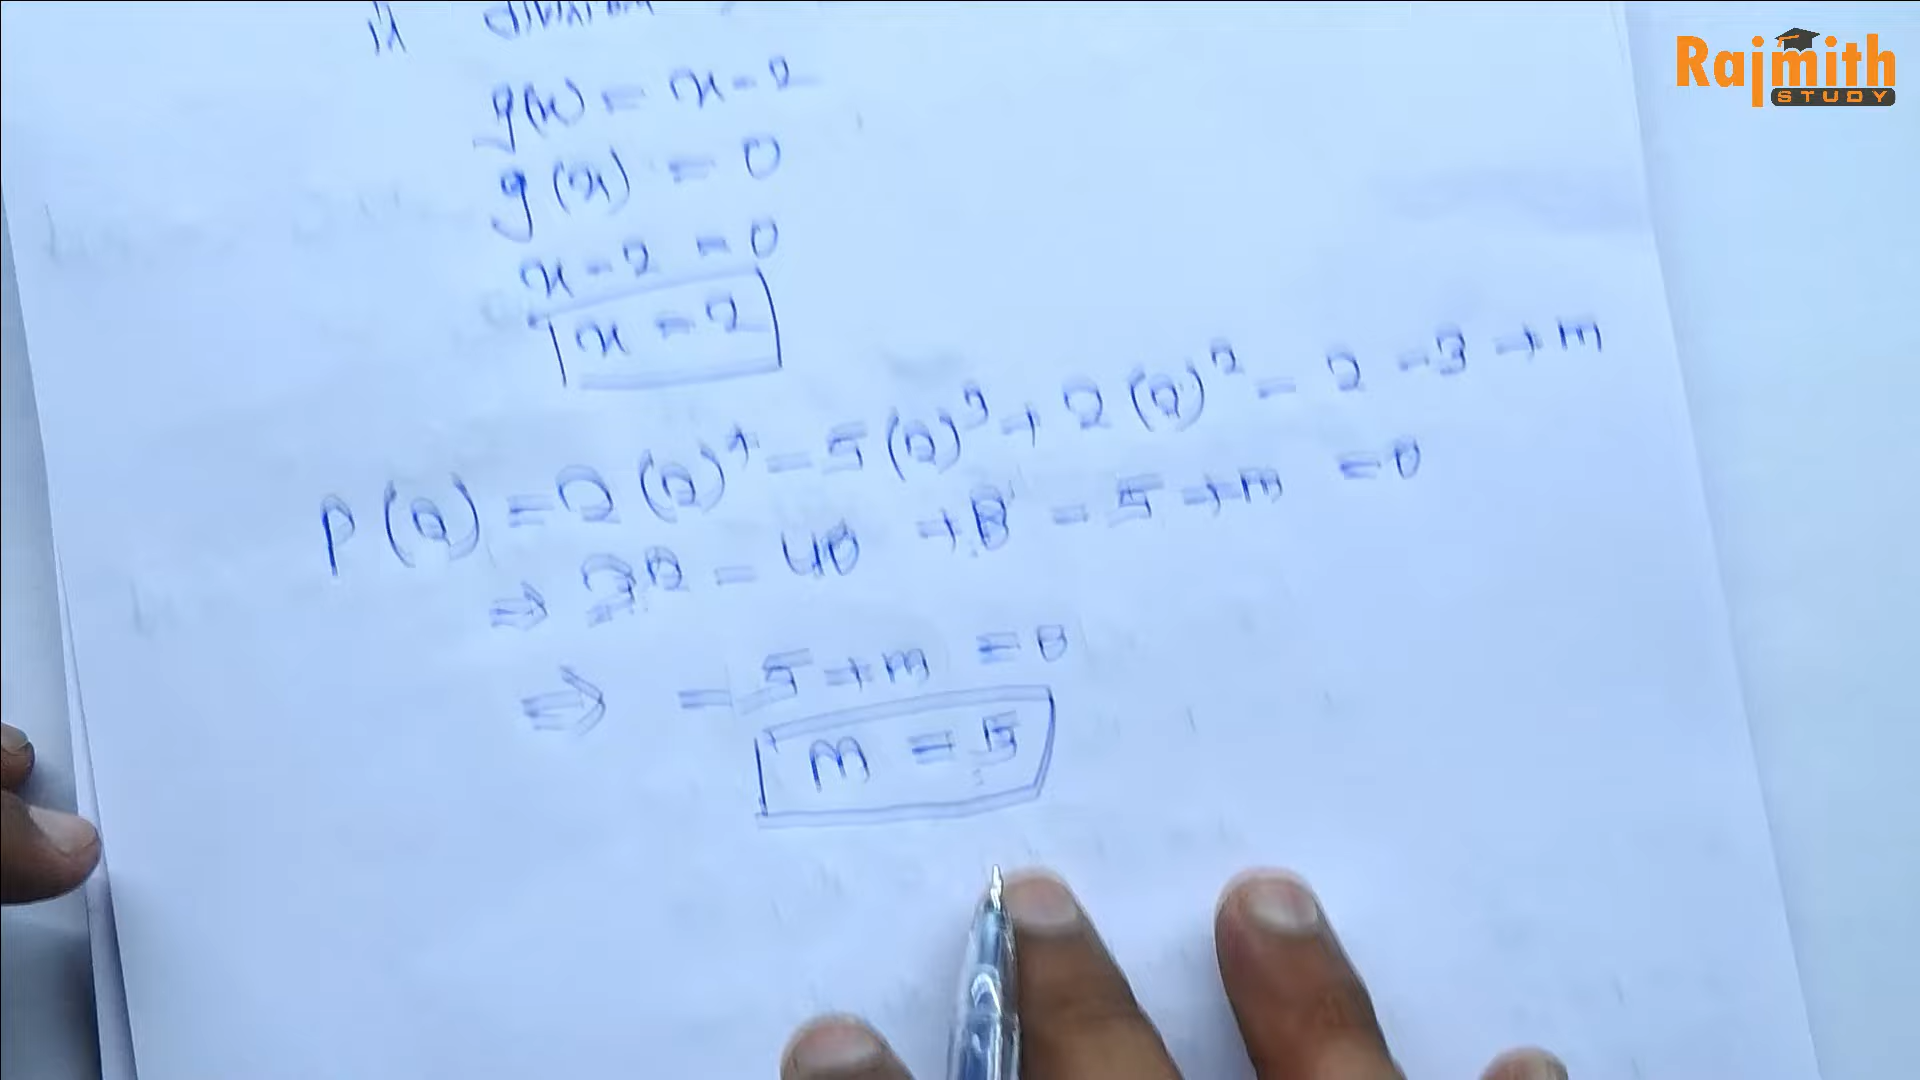 Rajmith
STUDY
g(x) = x-2
g(x) = 0
x-2 = 0
x = 2
P(2) = 2(2)⁴ - 5(2)³ + 2(2)² - 2 - 3 + m
⇒ 32 - 40 + 8 - 5 + m = 0
⇒ - 5 + m = 0
m = 5